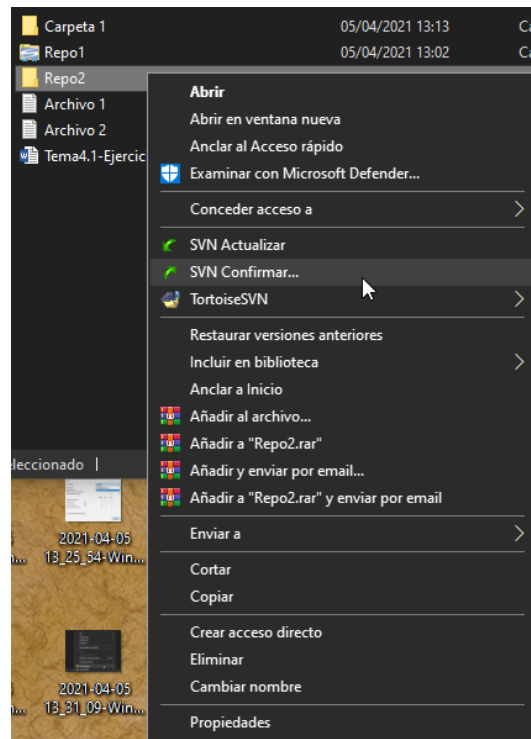 Carpeta 1 05/04/2021 13:13 Ca
Repo1 05/04/2021 13:02 Ca
Repo2
Archivo 1
Archivo 2
Tema4.1-Ejercic
Abrir
Abrir en ventana nueva
Anclar al Acceso rápido
Examinar con Microsoft Defender...
Conceder acceso a
SVN Actualizar
SVN Confirmar...
TortoiseSVN
Restaurar versiones anteriores
Incluir en biblioteca
Anclar a Inicio
Añadir al archivo...
Añadir a "Repo2.rar"
Añadir y enviar por email...
Añadir a "Repo2.rar" y enviar por email
Enviar a
Cortar
Copiar
Crear acceso directo
Eliminar
Cambiar nombre
Propiedades
eleccionado
2021-04-05
13_25_54-Win...
2021-04-05
13_31_09-Win...